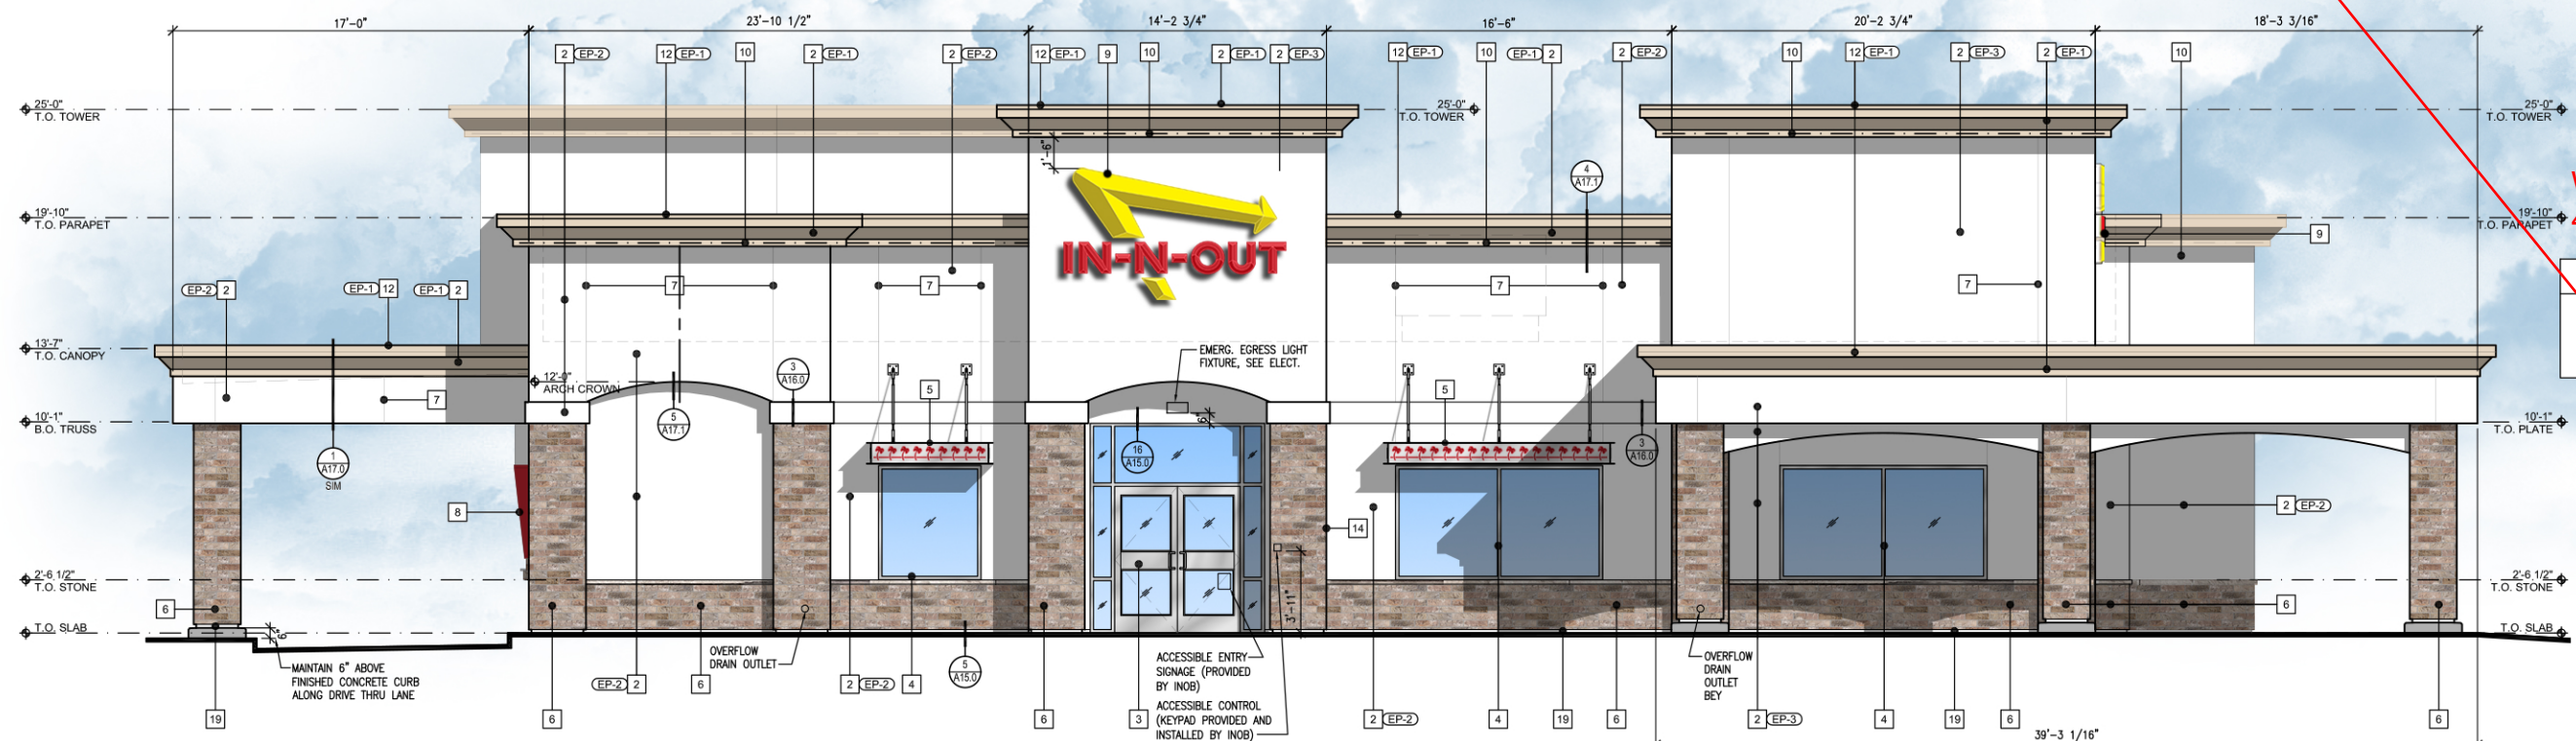 17'-0"
23'-10 1/2"
14'-2 3/4"
16'-6"
20'-2 3/4"
18'-3 3/16"
2 EP-2
12 EP-1
10
2 EP-1
2 EP-2
12 EP-1
9
10
2 EP-1
2 EP-3
12 EP-1
10
EP-1 2
2 EP-2
10
12 EP-1
2 EP-3
2 EP-1
10
25'-0"
T.O. TOWER
25'-0"
T.O. TOWER
25'-0"
T.O. TOWER
1'-6"
4
A17.1
19'-10"
T.O. PARAPET
19'-10"
T.O. PARAPET
9
IN-N-OUT
EP-2 2
EP-1 12
EP-1 2
7
7
7
7
13'-7"
T.O. CANOPY
EMERG. EGRESS LIGHT
FIXTURE, SEE ELECT.
12'-0"
ARCH CROWN
3
A16.0
5
5
7
6"
10'-1"
B.O. TRUSS
5
A17.1
10'-1"
T.O. PLATE
1
A17.0
SIM
16
A15.0
3
A16.0
8
14
2 EP-2
2'-6 1/2"
T.O. STONE
2'-6 1/2"
T.O. STONE
6
3'-11"
6
T.O. SLAB
T.O. SLAB
6"
MAINTAIN 6" ABOVE
FINISHED CONCRETE CURB
ALONG DRIVE THRU LANE
OVERFLOW
DRAIN OUTLET
5
A15.0
ACCESSIBLE ENTRY
SIGNAGE (PROVIDED
BY INOB)
OVERFLOW
DRAIN
OUTLET
BEY
EP-2 2
6
2 EP-2
4
19
6
6
3
ACCESSIBLE CONTROL
(KEYPAD PROVIDED AND
INSTALLED BY INOB)
2 EP-2
4
19
6
2 EP-3
4
19
6
6
39'-3 1/16"